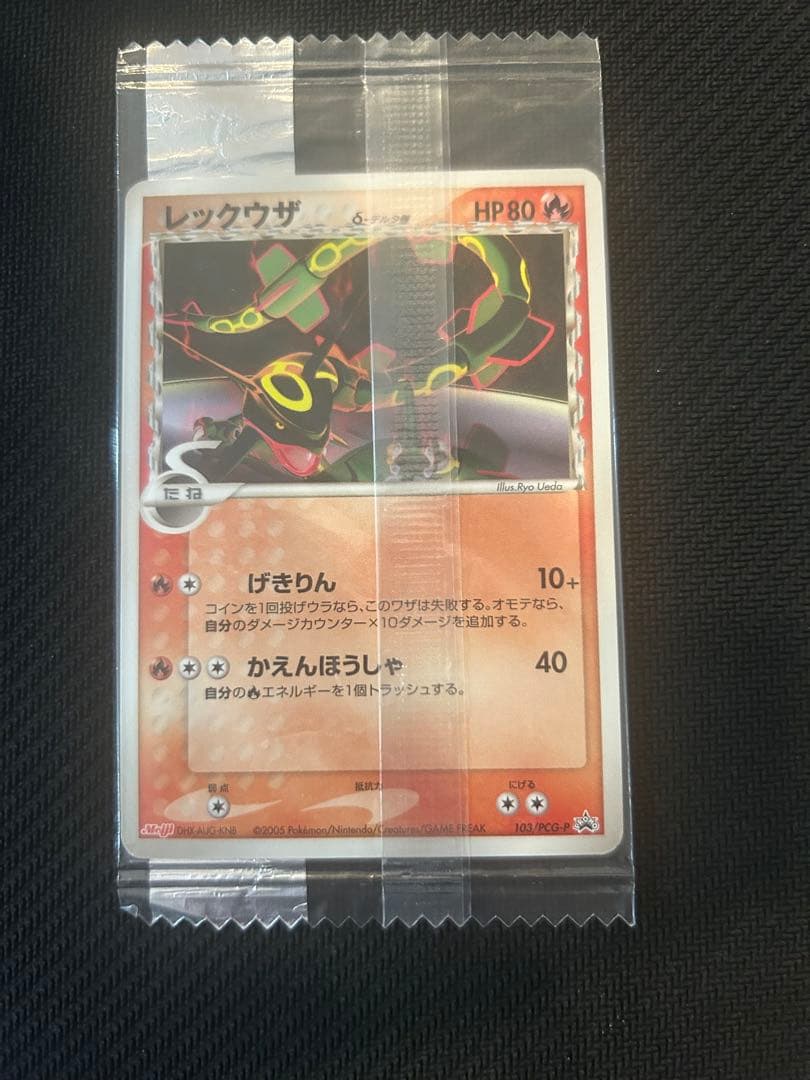 レックウザ δ-デルタ種 HP80
たね
Illus.Ryo Ueda
げきりん 10+
コインを1回投げウラなら、このワザは失敗する。オモテなら、
自分のダメージカウンター×10ダメージを追加する。
かえんほうしゃ 40
自分の エネルギーを1個トラッシュする。
弱点 抵抗力 にげる
Meiji DHX-AUG-KNB ©2005 Pokémon/Nintendo/Creatures/GAME FREAK 103/PCG-P